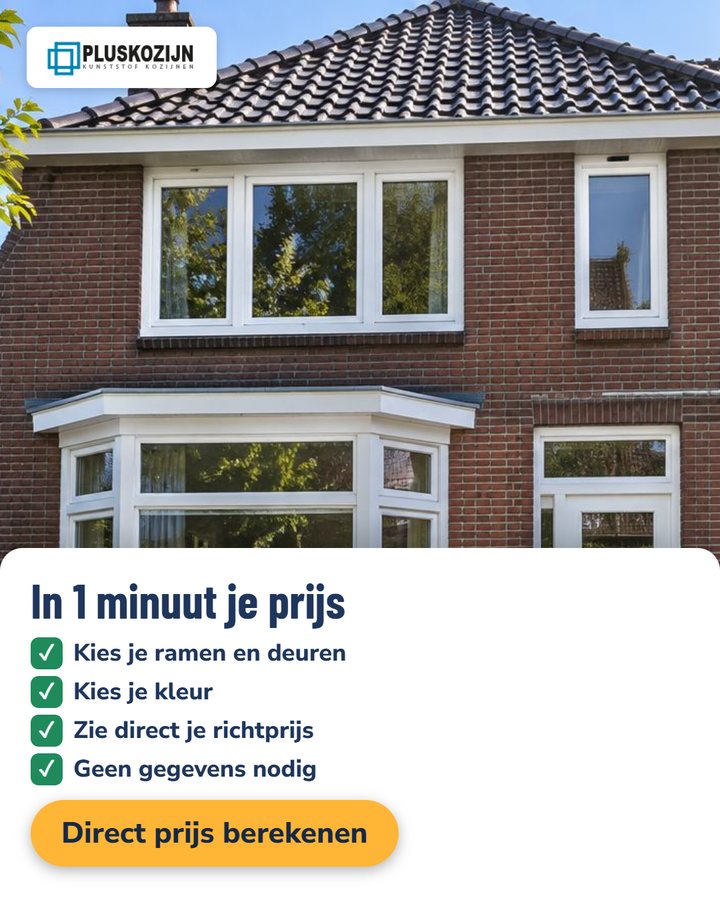 PLUSKOZIJN
KUNSTSTOF KOZIJNEN
In 1 minuut je prijs
Kies je ramen en deuren
Kies je kleur
Zie direct je richtprijs
Geen gegevens nodig
Direct prijs berekenen